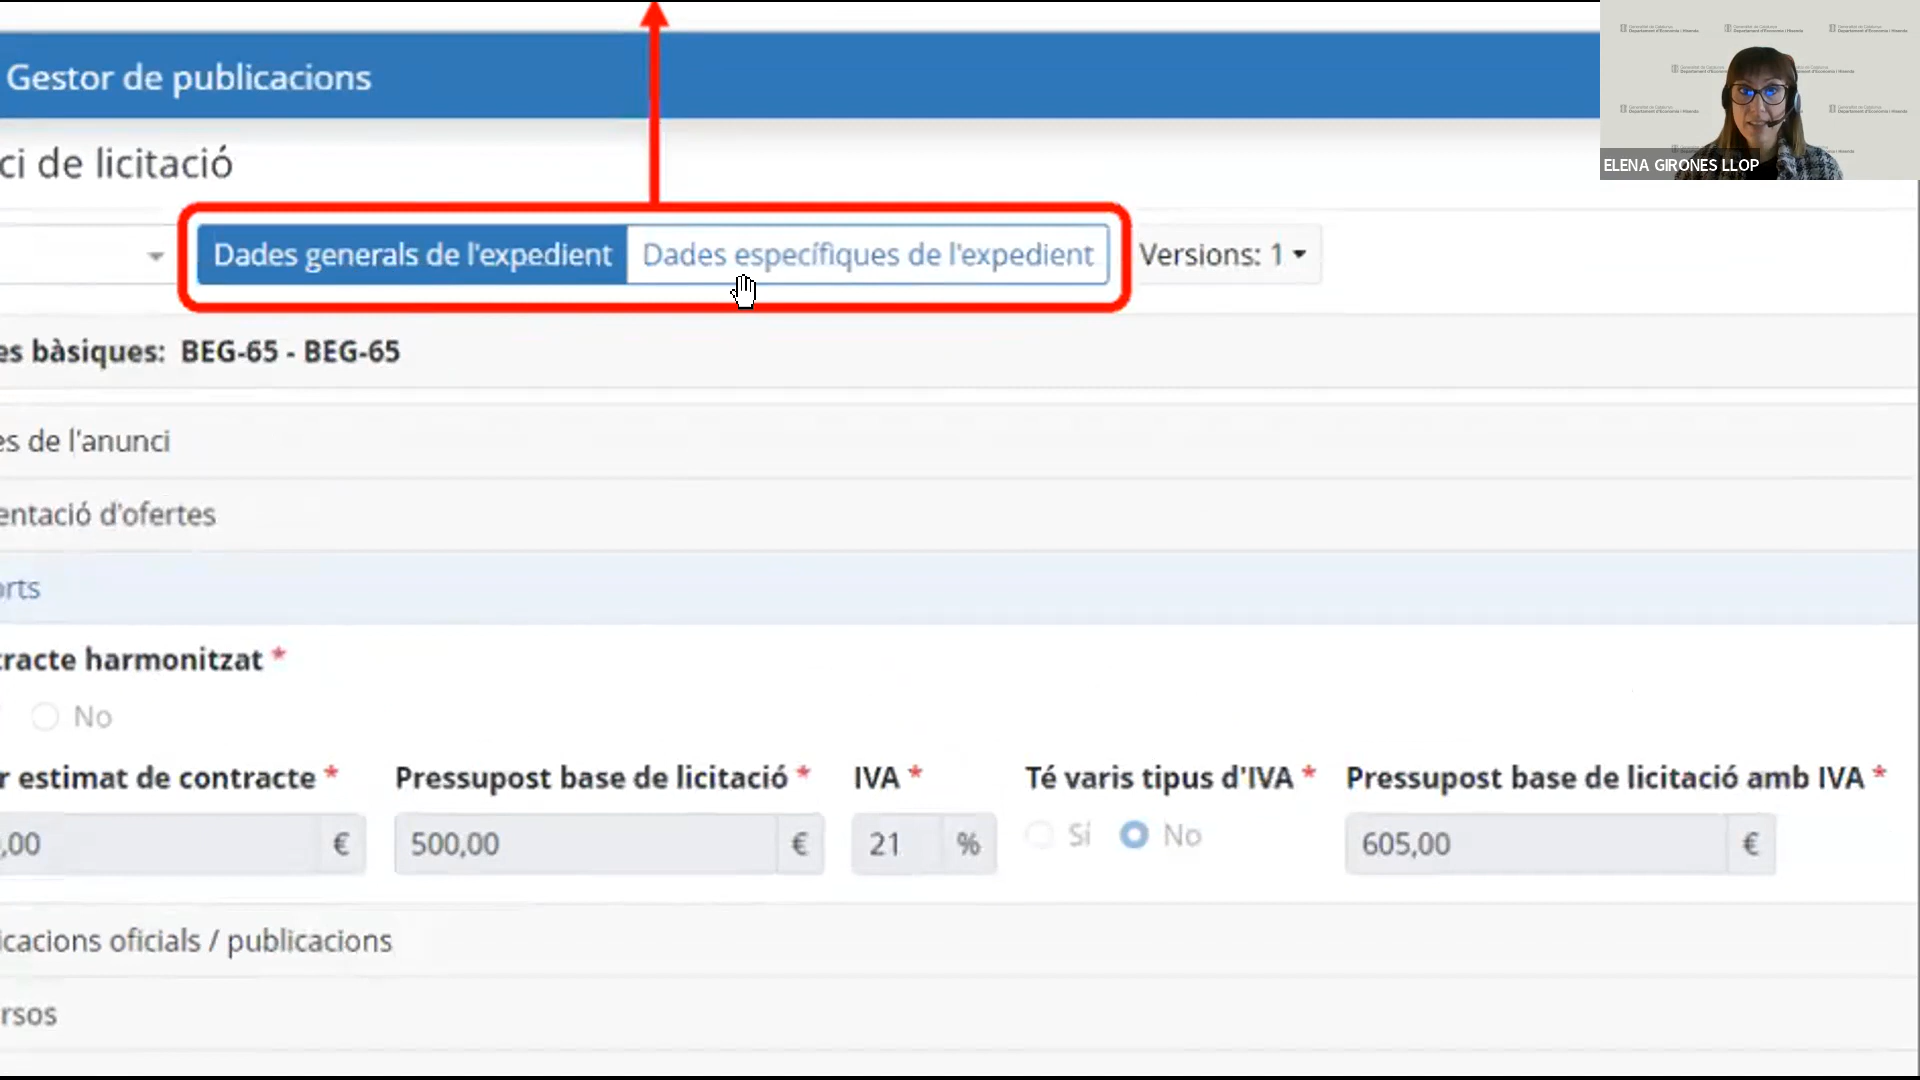 Gestor de publicacions
ci de licitació
Dades generals de l'expedient
Dades específiques de l'expedient
Versions: 1
es bàsiques: BEG-65 - BEG-65
es de l'anunci
entació d'ofertes
orts
tracte harmonitzat *
No
r estimat de contracte *
Pressupost base de licitació *
IVA *
Té varis tipus d'IVA *
Pressupost base de licitació amb IVA *
,00 €
500,00 €
21 %
Sí
No
605,00 €
icacions oficials / publicacions
rsos
ELENA GIRONES LLOP